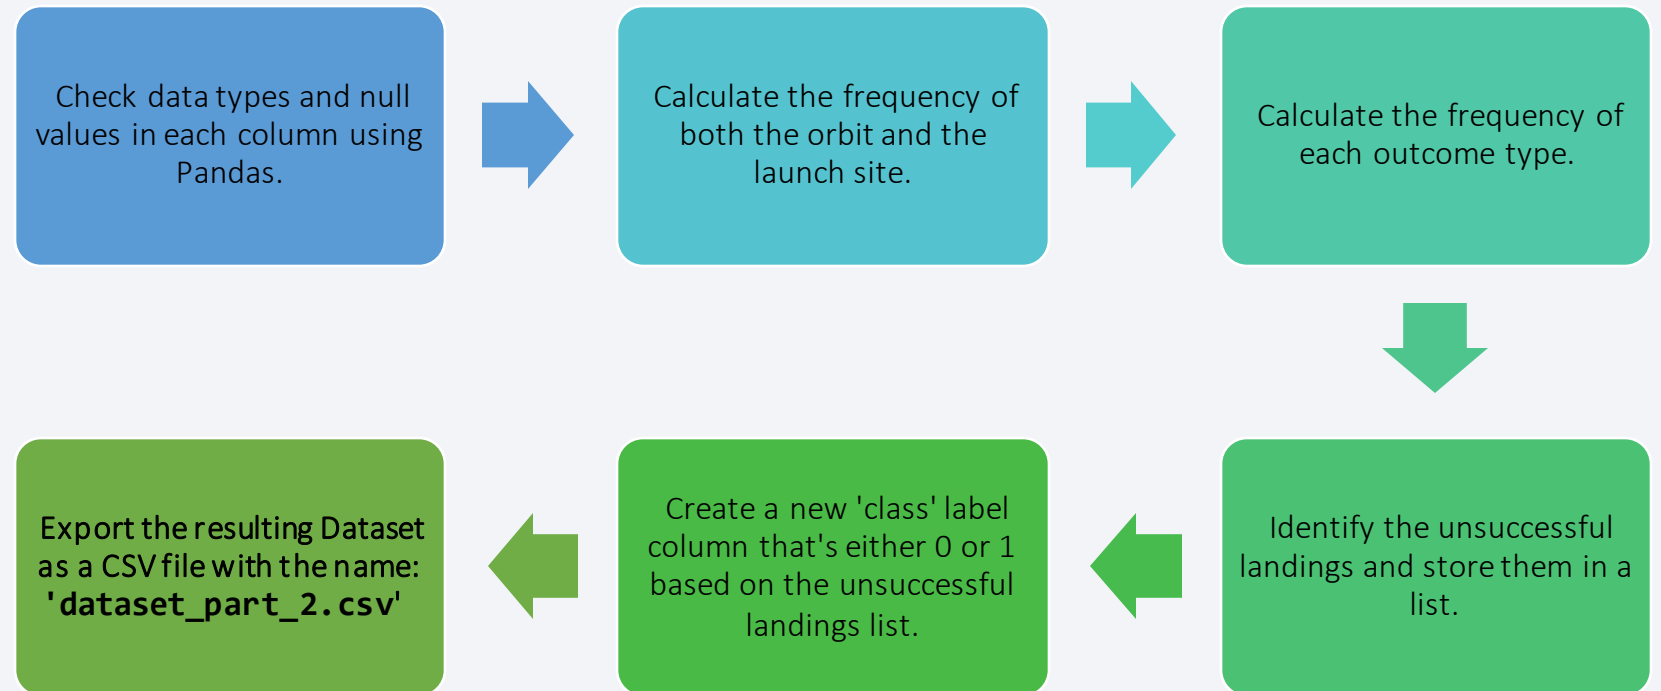 Check data types and null
values in each column using
Pandas.
Calculate the frequency of
both the orbit and the
launch site.
Calculate the frequency of
each outcome type.
Identify the unsuccessful
landings and store them in a
list.
Create a new 'class' label
column that's either 0 or 1
based on the unsuccessful
landings list.
Export the resulting Dataset
as a CSV file with the name:
'dataset_part_2.csv'